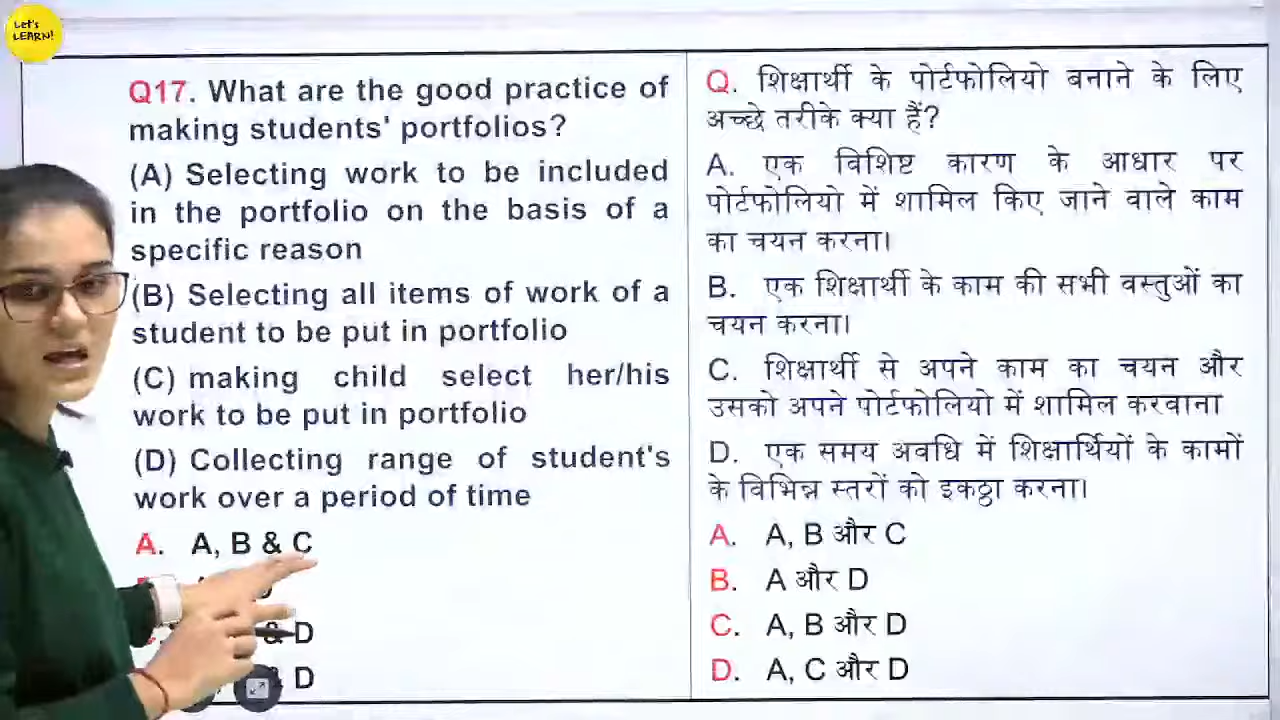 Let's
LEARN!
Q17. What are the good practice of
making students' portfolios?
(A) Selecting work to be included
in the portfolio on the basis of a
specific reason
(B) Selecting all items of work of a
student to be put in portfolio
(C) making child select her/his
work to be put in portfolio
(D) Collecting range of student's
work over a period of time
A. A, B & C
& D
D
Q. शिक्षार्थी के पोर्टफोलियो बनाने के लिए
अच्छे तरीके क्या हैं?
A. एक विशिष्ट कारण के आधार पर
पोर्टफोलियो में शामिल किए जाने वाले काम
का चयन करना।
B. एक शिक्षार्थी के काम की सभी वस्तुओं का
चयन करना।
C. शिक्षार्थी से अपने काम का चयन और
उसको अपने पोर्टफोलियो में शामिल करवाना
D. एक समय अवधि में शिक्षार्थियों के कामों
के विभिन्न स्तरों को इकठ्ठा करना।
A. A, B और C
B. A और D
C. A, B और D
D. A, C और D